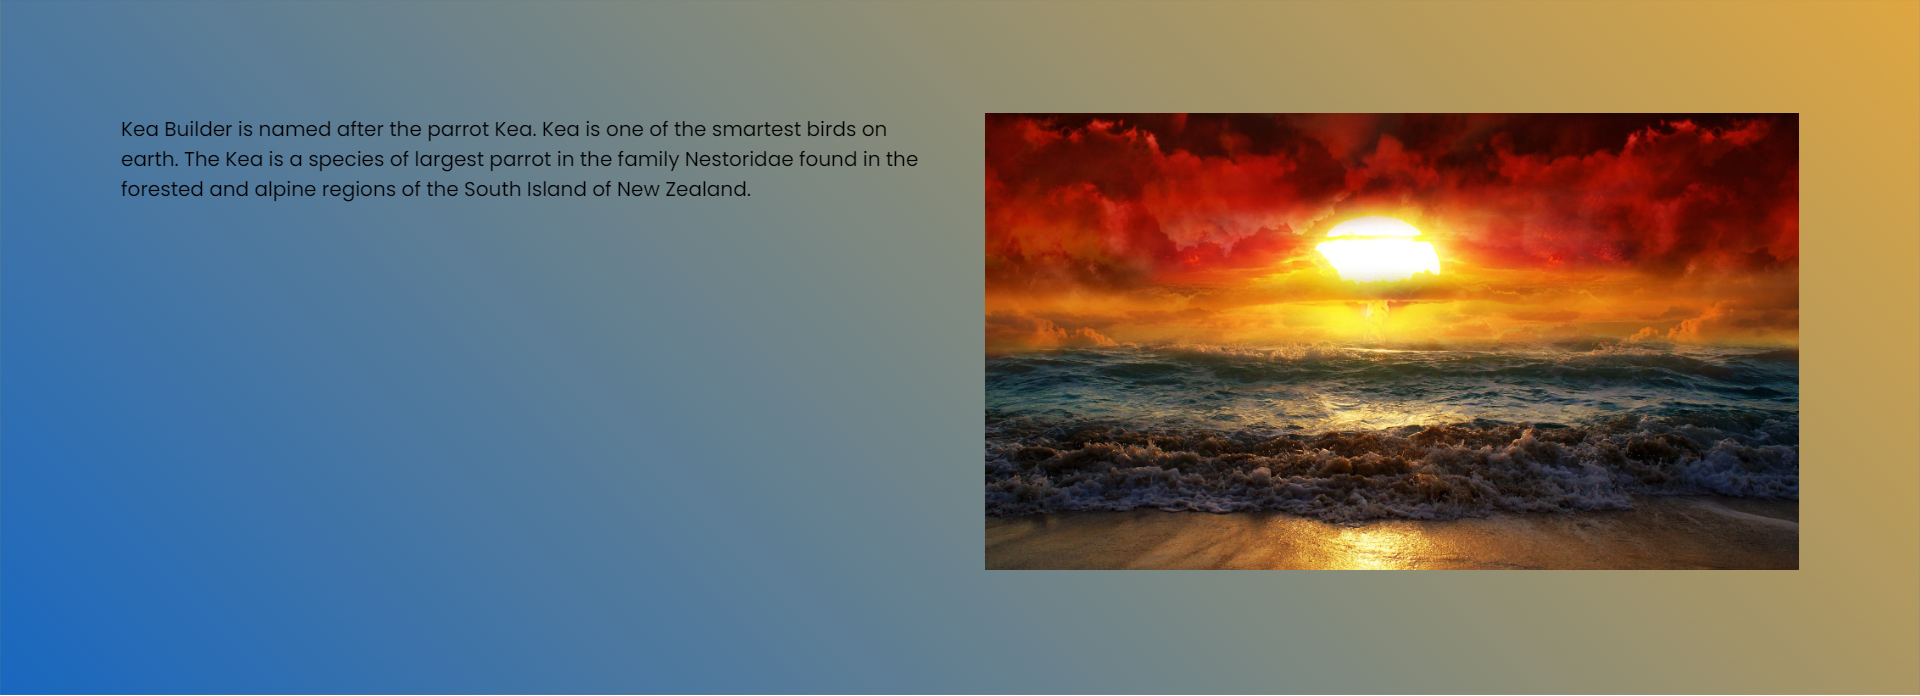 Kea Builder is named after the parrot Kea. Kea is one of the smartest birds on
earth. The Kea is a species of largest parrot in the family Nestoridae found in the
forested and alpine regions of the South Island of New Zealand.